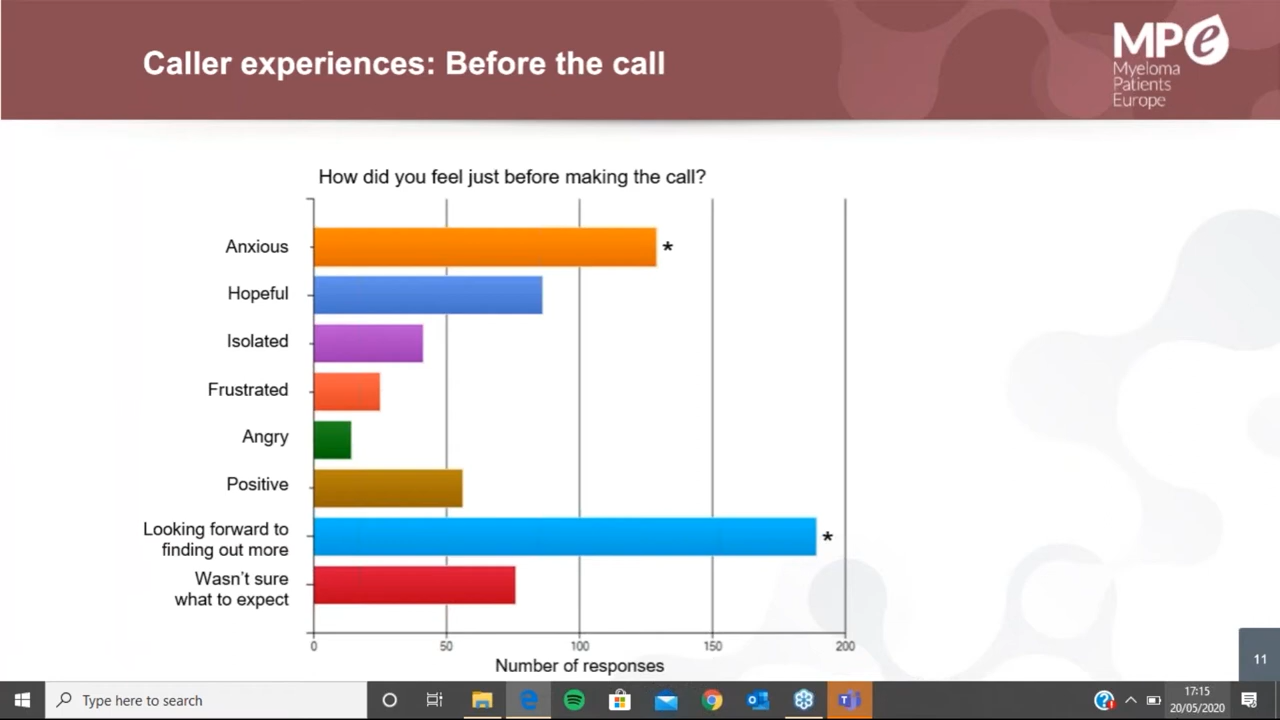 Caller experiences: Before the call
MPe
Myeloma
Patients
Europe
How did you feel just before making the call?
Anxious
*
Hopeful
Isolated
Frustrated
Angry
Positive
Looking forward to
finding out more
*
Wasn't sure
what to expect
0 50 100 150 200
Number of responses
11
Type here to search
17:15
20/05/2020